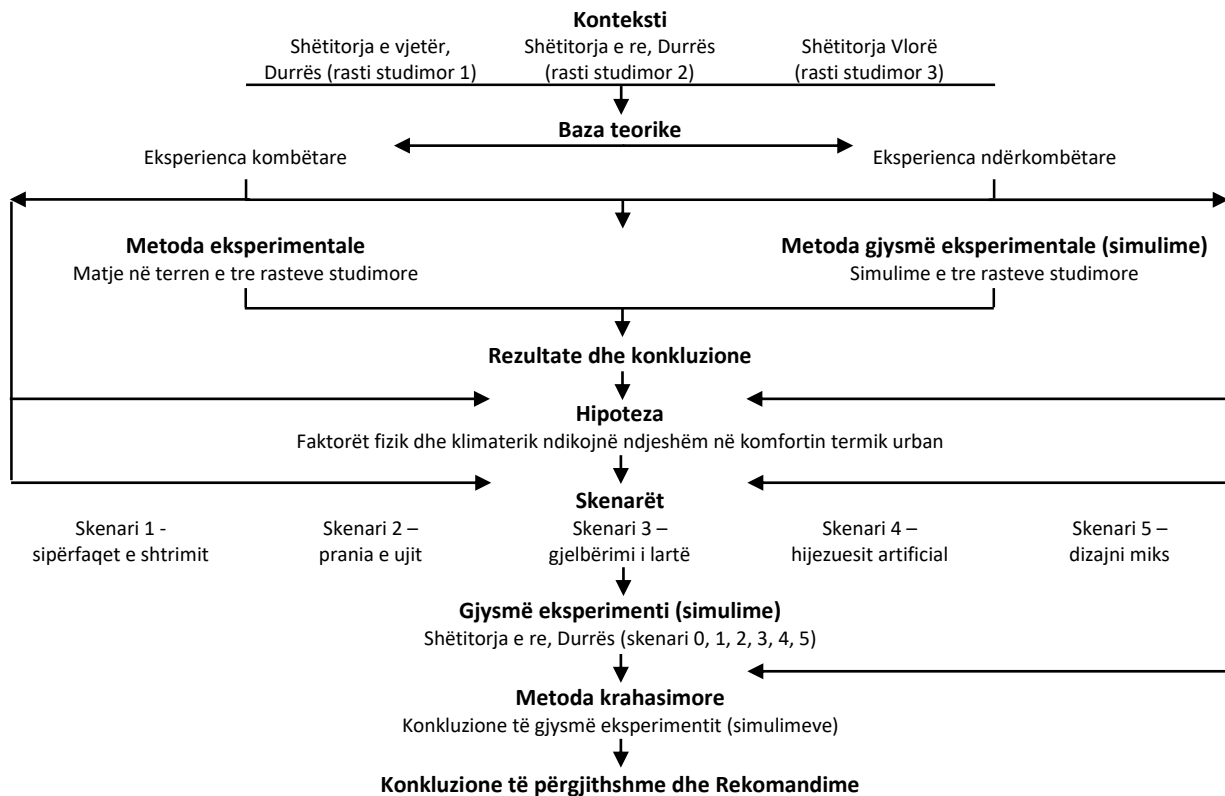 Konteksti
Shëtitorja e vjetër,
Durrës (rasti studimor 1)
Shëtitorja e re, Durrës
(rasti studimor 2)
Shëtitorja Vlorë
(rasti studimor 3)
Baza teorike
Eksperienca kombëtare
Eksperienca ndërkombëtare
Metoda eksperimentale
Matje në terren e tre rasteve studimore
Metoda gjysmë eksperimentale (simulime)
Simulime e tre rasteve studimore
Rezultate dhe konkluzione
Hipoteza
Faktorët fizik dhe klimaterik ndikojnë ndjeshëm në komfortin termik urban
Skenarët
Skenari 1 -
sipërfaqet e shtrimit
Skenari 2 –
prania e ujit
Skenari 3 –
gjelbërimi i lartë
Skenari 4 –
hijezuesit artificial
Skenari 5 –
dizajni miks
Gjysmë eksperimenti (simulime)
Shëtitorja e re, Durrës (skenari 0, 1, 2, 3, 4, 5)
Metoda krahasimore
Konkluzione të gjysmë eksperimentit (simulimeve)
Konkluzione të përgjithshme dhe Rekomandime